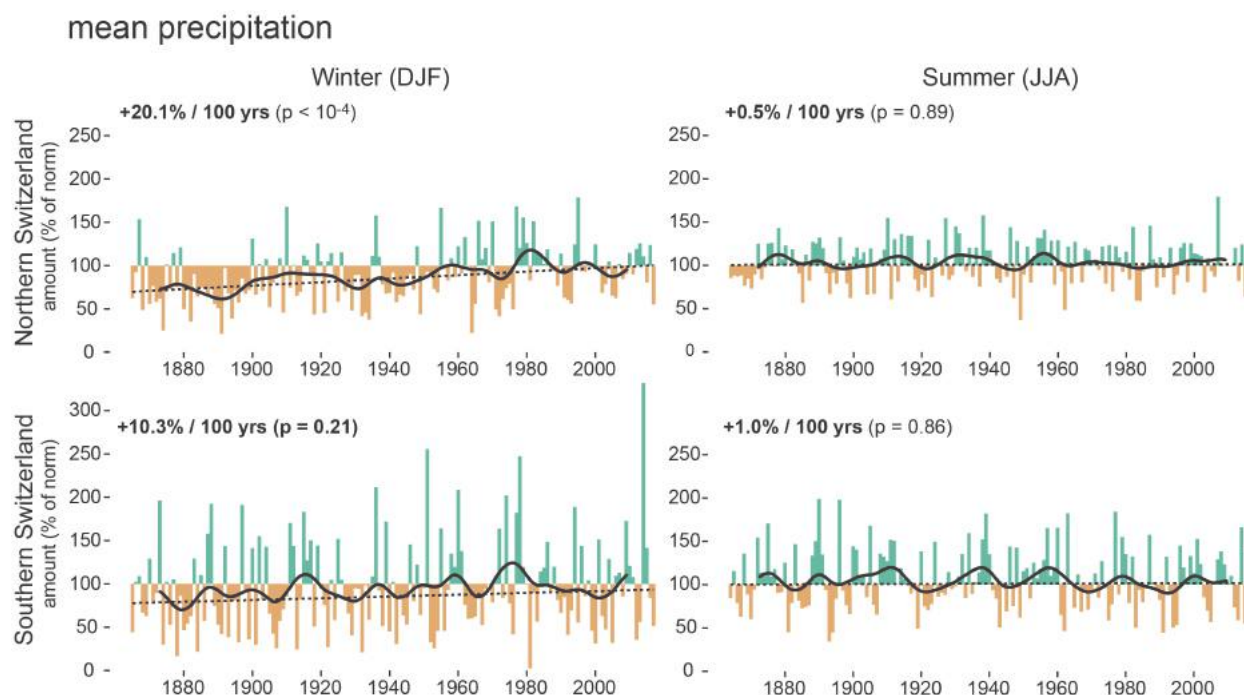 mean precipitation
Winter (DJF)
Summer (JJA)
Northern Switzerland
amount (% of norm)
+20.1% / 100 yrs (p < 10-4)
250
200
150
100
50
0
1880 1900 1920 1940 1960 1980 2000
+0.5% / 100 yrs (p = 0.89)
250
200
150
100
50
0
1880 1900 1920 1940 1960 1980 2000
Southern Switzerland
amount (% of norm)
+10.3% / 100 yrs (p = 0.21)
300
250
200
150
100
50
0
1880 1900 1920 1940 1960 1980 2000
+1.0% / 100 yrs (p = 0.86)
250
200
150
100
50
0
1880 1900 1920 1940 1960 1980 2000